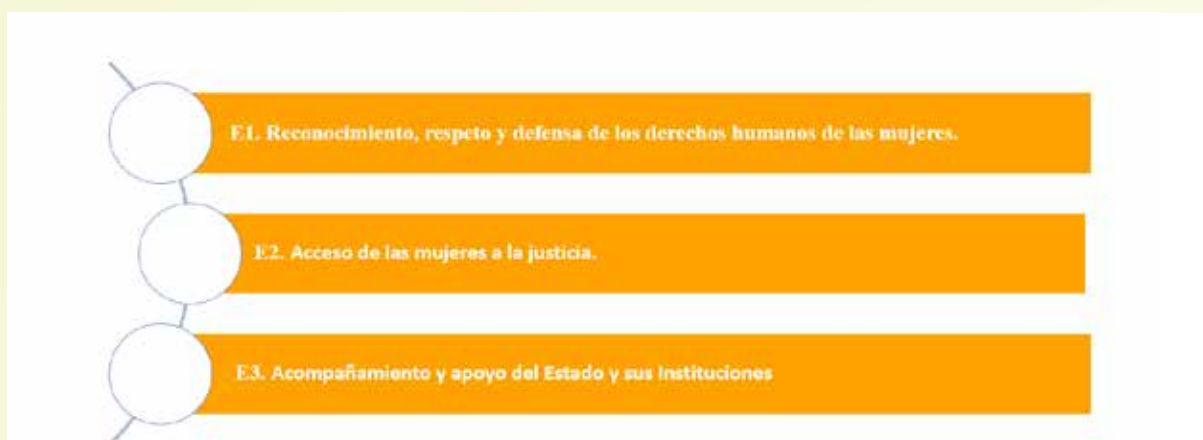 E1. Reconocimiento, respeto y defensa de los derechos humanos de las mujeres.
E2. Acceso de las mujeres a la justicia.
E3. Acompañamiento y apoyo del Estado y sus Instituciones